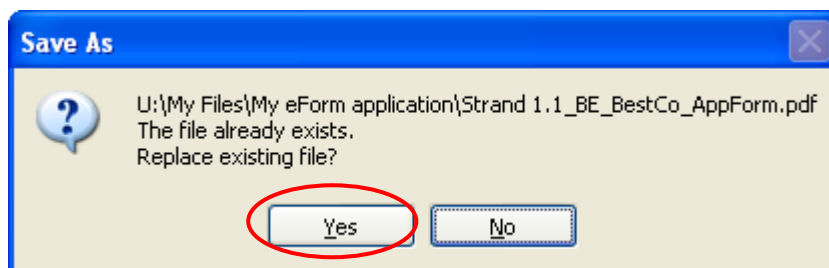 Save As
U:\My Files\My eForm application\Strand 1.1_BE_BestCo_AppForm.pdf
The file already exists.
Replace existing file?
Yes No